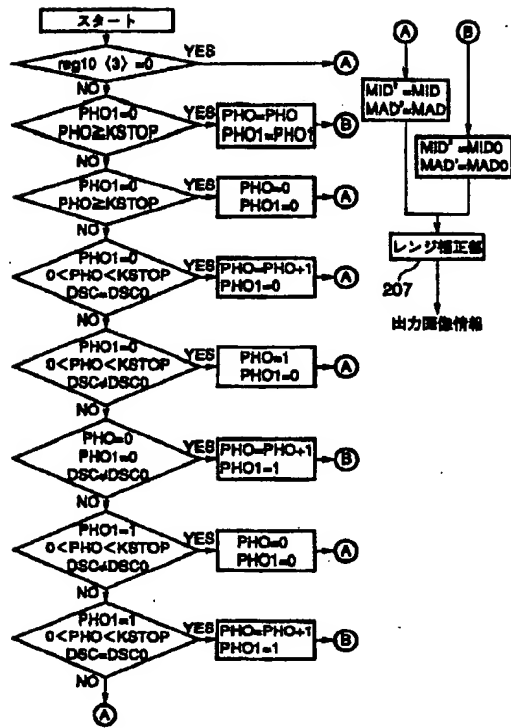 スタート
reg10〈3〉=0
YES
A
NO
PHO1=0
PHO≧KSTOP
YES
PHO=PHO
PHO1=PHO1
B
NO
PHO1=0
PHO≧KSTOP
YES
PHO=0
PHO1=0
A
NO
PHO1=0
0<PHO<KSTOP
DSC=DSC0
YES
PHO=PHO+1
PHO1=0
A
NO
PHO1=0
0<PHO<KSTOP
DSC≠DSC0
YES
PHO=1
PHO1=0
A
NO
PHO=0
PHO1=0
DSC≠DSC0
YES
PHO=PHO+1
PHO1=1
B
NO
PHO1=1
0<PHO<KSTOP
DSC≠DSC0
YES
PHO=0
PHO1=0
A
NO
PHO1=1
0<PHO<KSTOP
DSC=DSC0
YES
PHO=PHO+1
PHO1=1
B
NO
A
A
B
MID'=MID
MAD'=MAD
MID'=MID0
MAD'=MAD0
レンジ補正部
207
出力画像情報